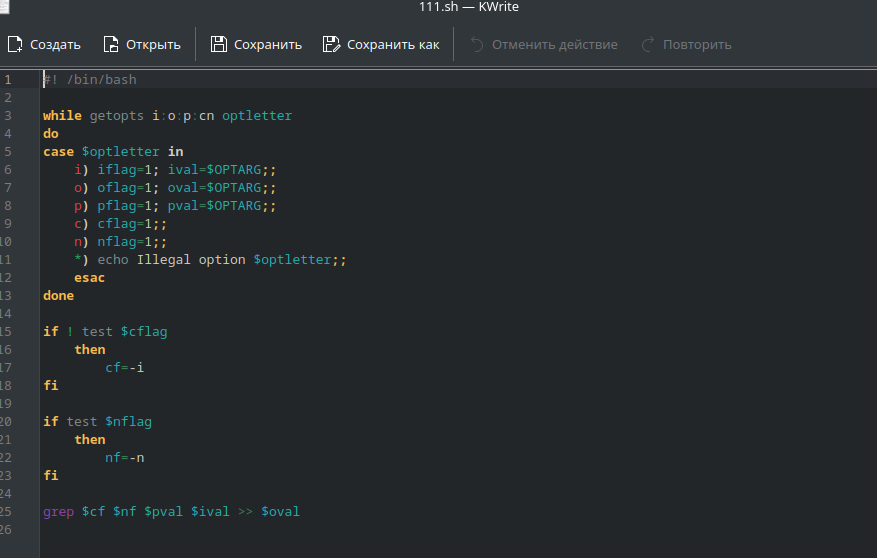 111.sh — KWrite
Создать Открыть Сохранить Сохранить как Отменить действие Повторить
1 #! /bin/bash
2
3 while getopts i:o:p:cn optletter
4 do
5 case $optletter in
6 i) iflag=1; ival=$OPTARG;;
7 o) oflag=1; oval=$OPTARG;;
8 p) pflag=1; pval=$OPTARG;;
9 c) cflag=1;;
10 n) nflag=1;;
11 *) echo Illegal option $optletter;;
12 esac
13 done
14
15 if ! test $cflag
16 then
17 cf=-i
18 fi
19
20 if test $nflag
21 then
22 nf=-n
23 fi
24
25 grep $cf $nf $pval $ival >> $oval
26